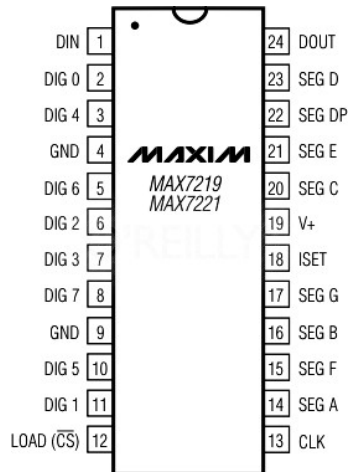 DIN 1
DIG 0 2
DIG 4 3
GND 4
DIG 6 5
DIG 2 6
DIG 3 7
DIG 7 8
GND 9
DIG 5 10
DIG 1 11
LOAD (C̅S̅) 12
MAXIM
MAX7219
MAX7221
O'REILLY
24 DOUT
23 SEG D
22 SEG DP
21 SEG E
20 SEG C
19 V+
18 ISET
17 SEG G
16 SEG B
15 SEG F
14 SEG A
13 CLK